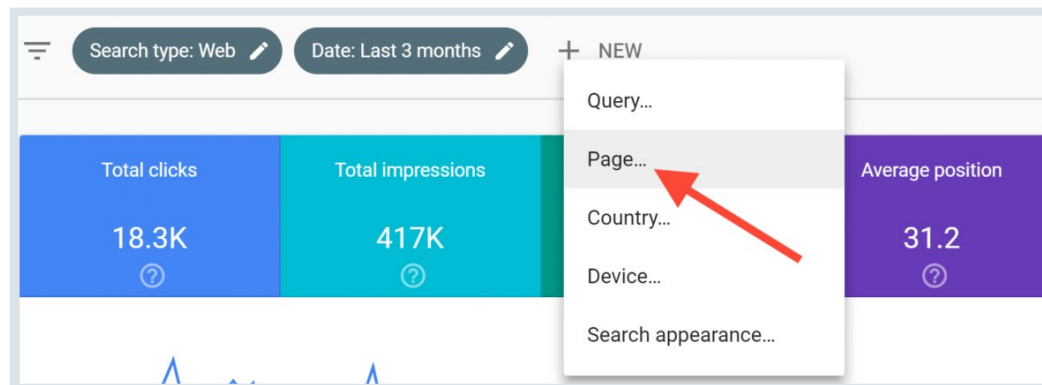 Search type: Web
Date: Last 3 months
+ NEW
Query…
Page…
Country…
Device…
Search appearance…
Total clicks
18.3K
?
Total impressions
417K
?
Average position
31.2
?